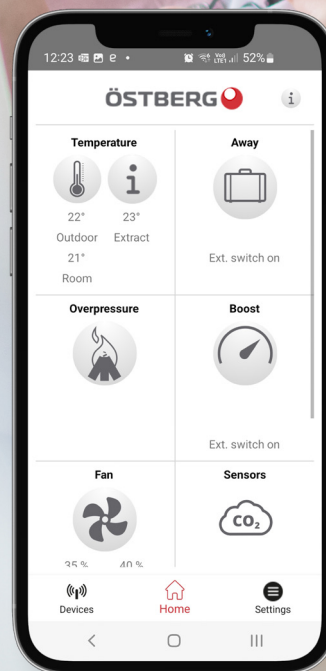 12:23
52%
ÖSTBERG
i
Temperature
Away
22°
23°
Outdoor
Extract
21°
Room
Ext. switch on
Overpressure
Boost
Ext. switch on
Fan
Sensors
CO₂
35 %
40 %
Devices
Home
Settings